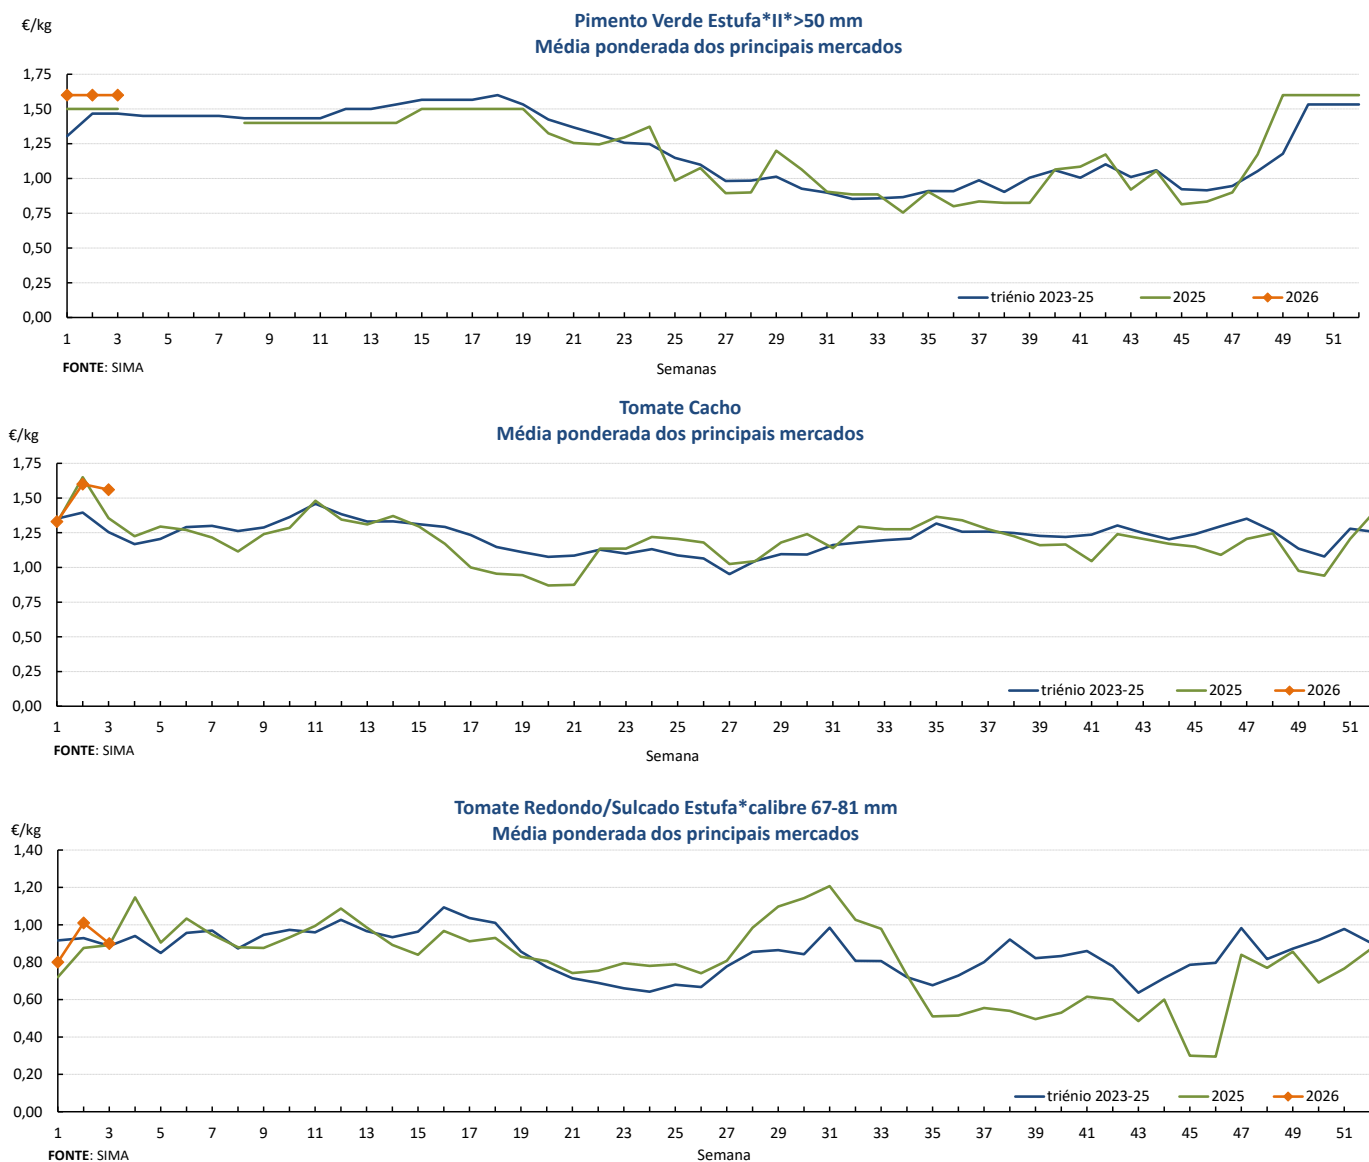 Pimento Verde Estufa*II*>50 mm
Média ponderada dos principais mercados
€/kg
1,75
1,50
1,25
1,00
0,75
0,50
0,25
0,00
triénio 2023-25 2025 2026
1 3 5 7 9 11 13 15 17 19 21 23 25 27 29 31 33 35 37 39 41 43 45 47 49 51
FONTE: SIMA
Semanas
Tomate Cacho
Média ponderada dos principais mercados
€/kg
1,75
1,50
1,25
1,00
0,75
0,50
0,25
0,00
triénio 2023-25 2025 2026
1 3 5 7 9 11 13 15 17 19 21 23 25 27 29 31 33 35 37 39 41 43 45 47 49 51
FONTE: SIMA
Semana
Tomate Redondo/Sulcado Estufa*calibre 67-81 mm
Média ponderada dos principais mercados
€/kg
1,40
1,20
1,00
0,80
0,60
0,40
0,20
0,00
triénio 2023-25 2025 2026
1 3 5 7 9 11 13 15 17 19 21 23 25 27 29 31 33 35 37 39 41 43 45 47 49 51
FONTE: SIMA
Semana